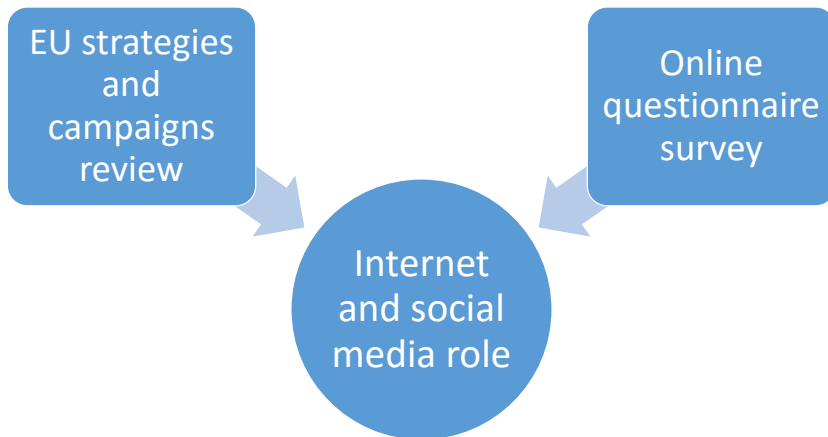 EU strategies
and
campaigns
review
Online
questionnaire
survey
Internet
and social
media role